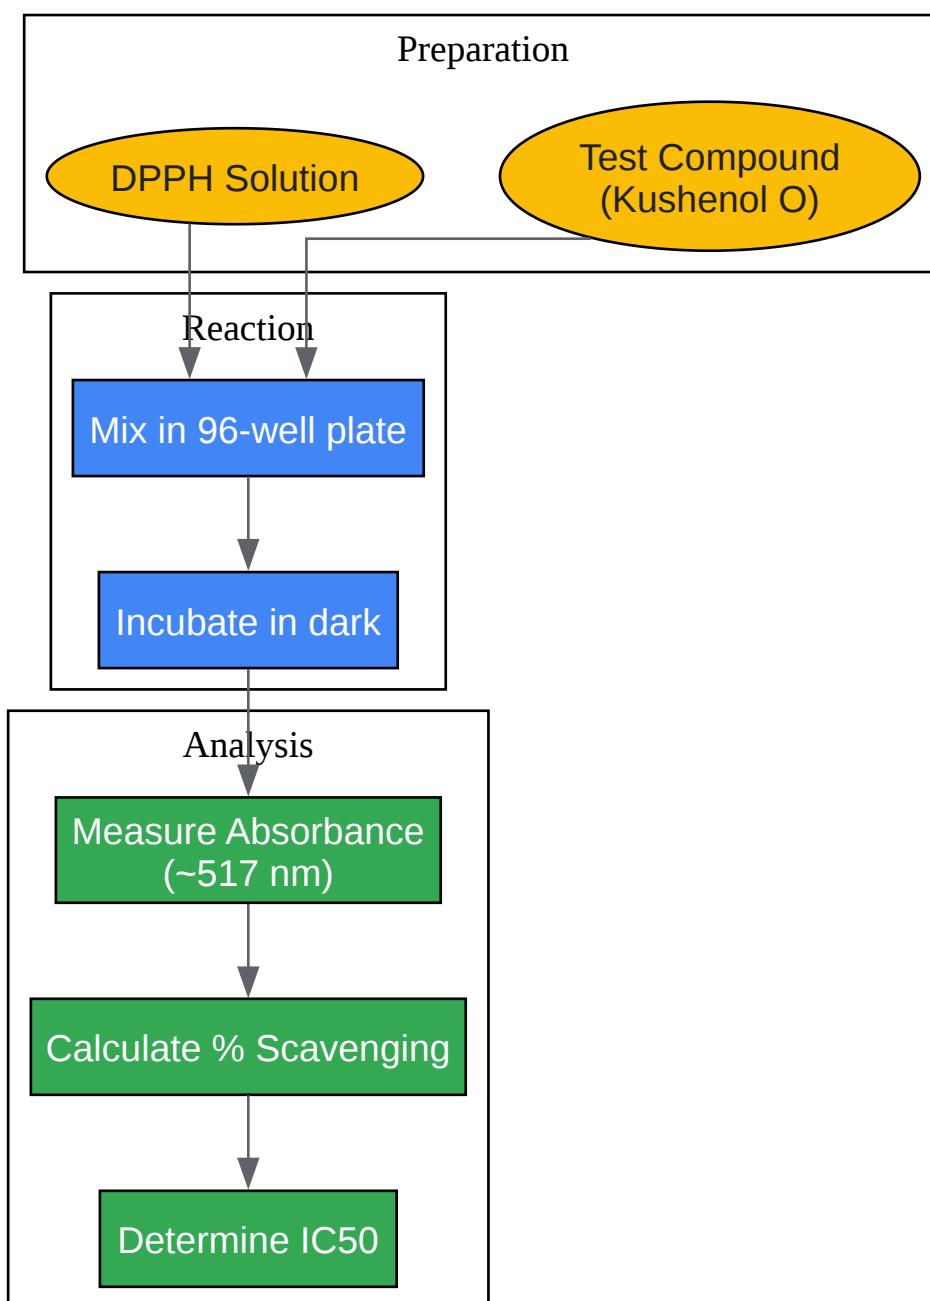 Preparation
DPPH Solution
Test Compound
(Kushenol O)
Reaction
Mix in 96-well plate
Incubate in dark
Analysis
Measure Absorbance
(~517 nm)
Calculate % Scavenging
Determine IC50